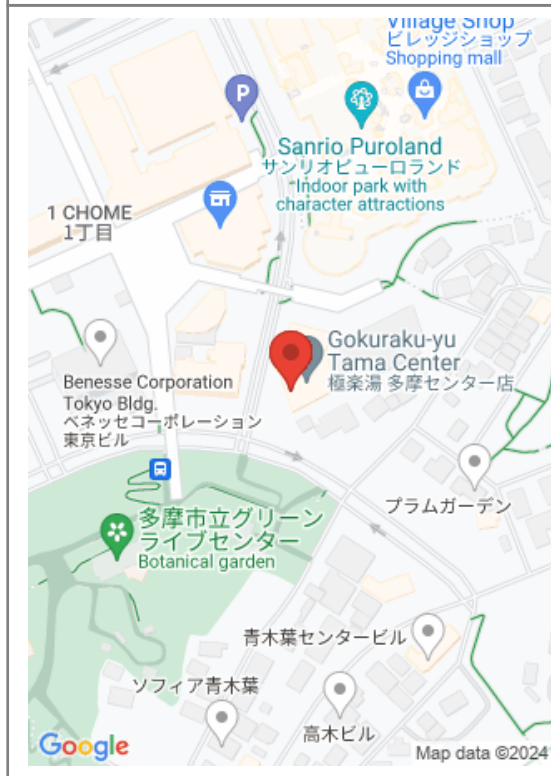 Village Shop
ビレッジショップ
Shopping mall
P
Sanrio Puroland
サンリオピューロランド
Indoor park with
character attractions
1 CHOME
1丁目
Gokuraku-yu
Tama Center
極楽湯 多摩センター店
Benesse Corporation
Tokyo Bldg.
ベネッセコーポレーション
東京ビル
プラムガーデン
多摩市立グリーン
ライブセンター
Botanical garden
青木葉センタービル
ソフィア青木葉
高木ビル
Google
Map data ©2024